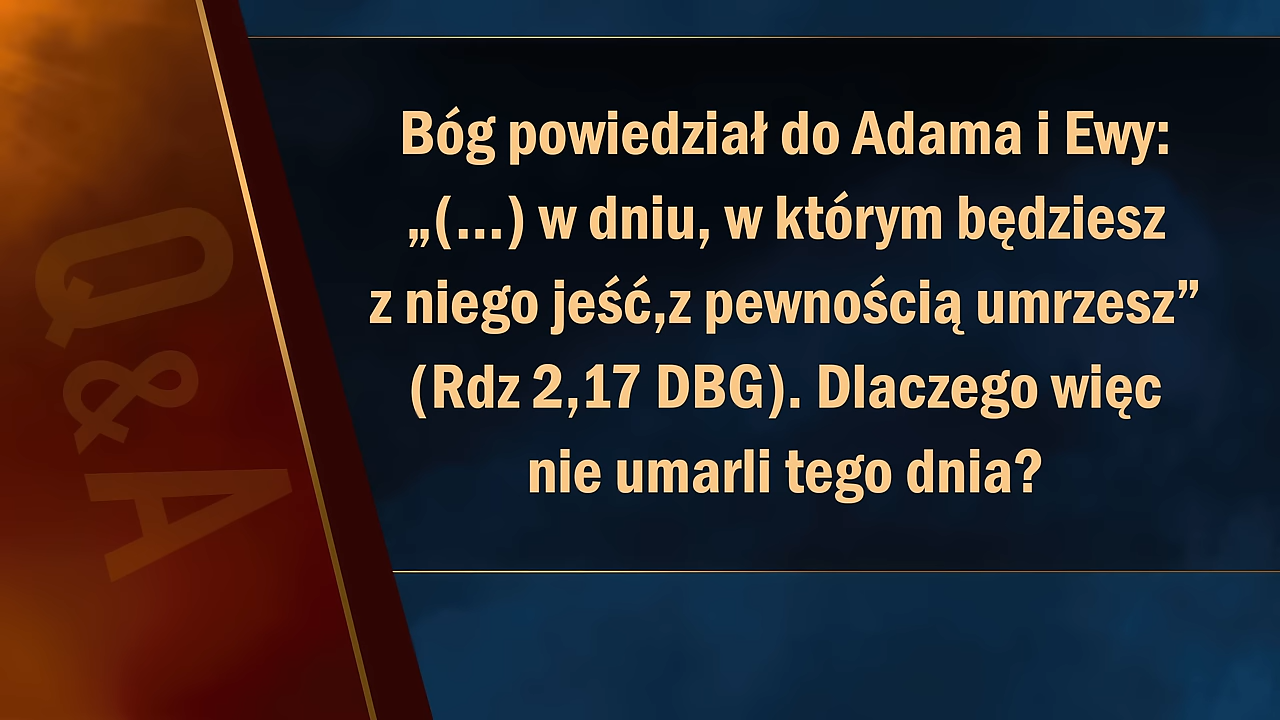 Bóg powiedział do Adama i Ewy:
„(...) w dniu, w którym będziesz
z niego jeść,z pewnością umrzesz”
(Rdz 2,17 DBG). Dlaczego więc
nie umarli tego dnia?
Q&A